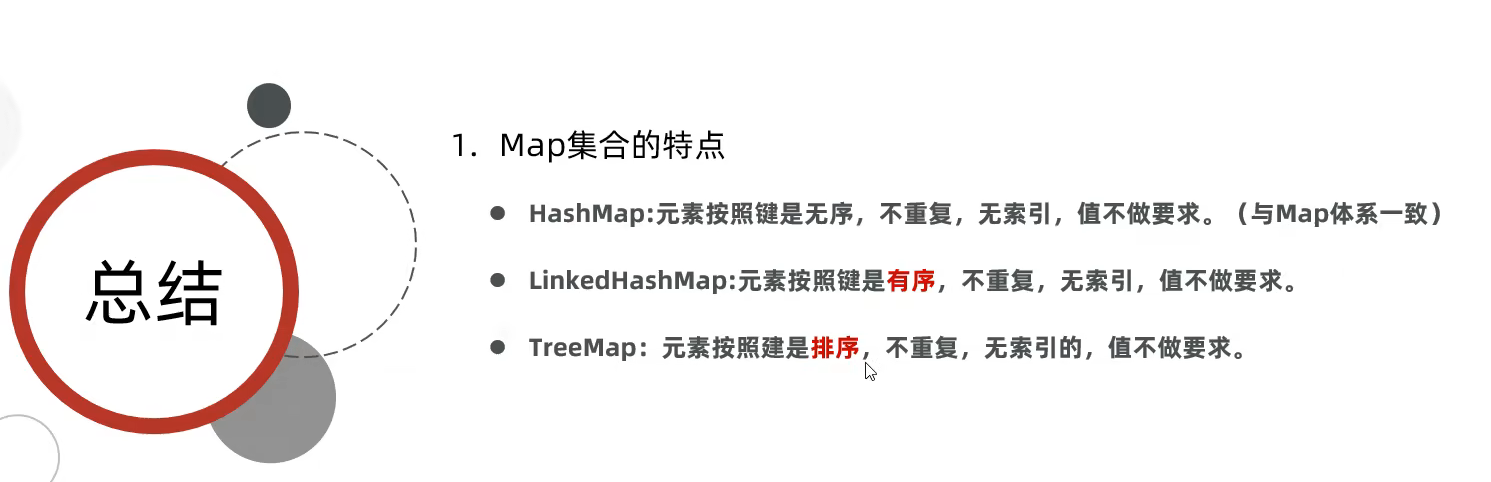 总结
1. Map集合的特点
● HashMap:元素按照键是无序，不重复，无索引，值不做要求。（与Map体系一致）
● LinkedHashMap:元素按照键是有序，不重复，无索引，值不做要求。
● TreeMap：元素按照建是排序，不重复，无索引的，值不做要求。